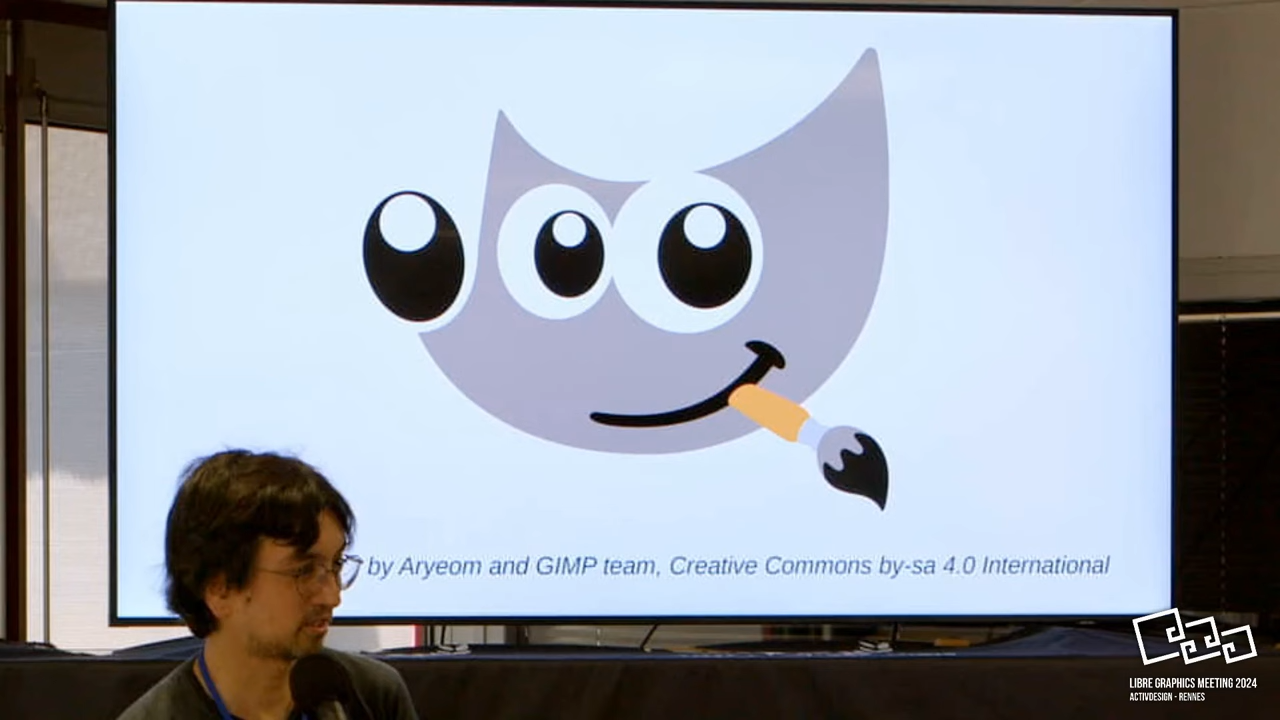 by Aryeom and GIMP team, Creative Commons by-sa 4.0 International
LIBRE GRAPHICS MEETING 2024
ACTIVDESIGN - RENNES